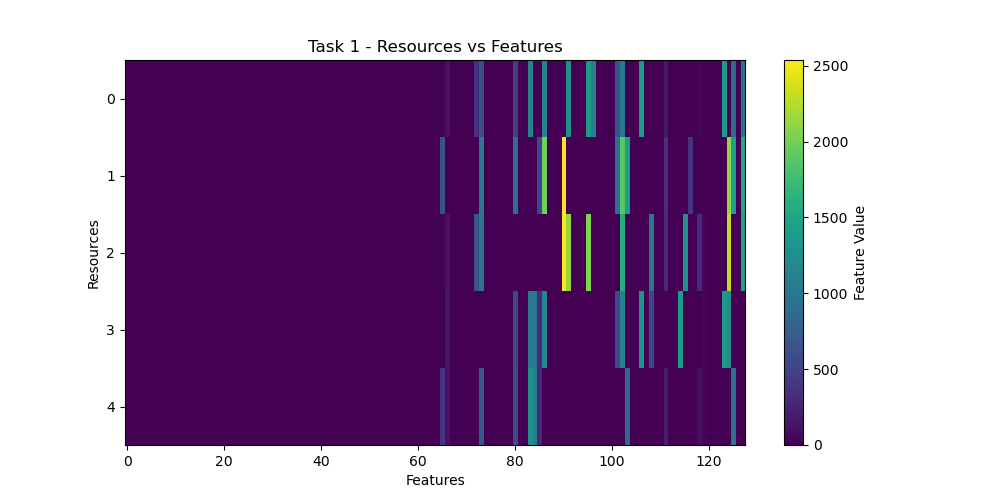 Task 1 - Resources vs Features
Resources
0
1
2
3
4
0 20 40 60 80 100 120
Features
2500
2000
1500
1000
500
0
Feature Value